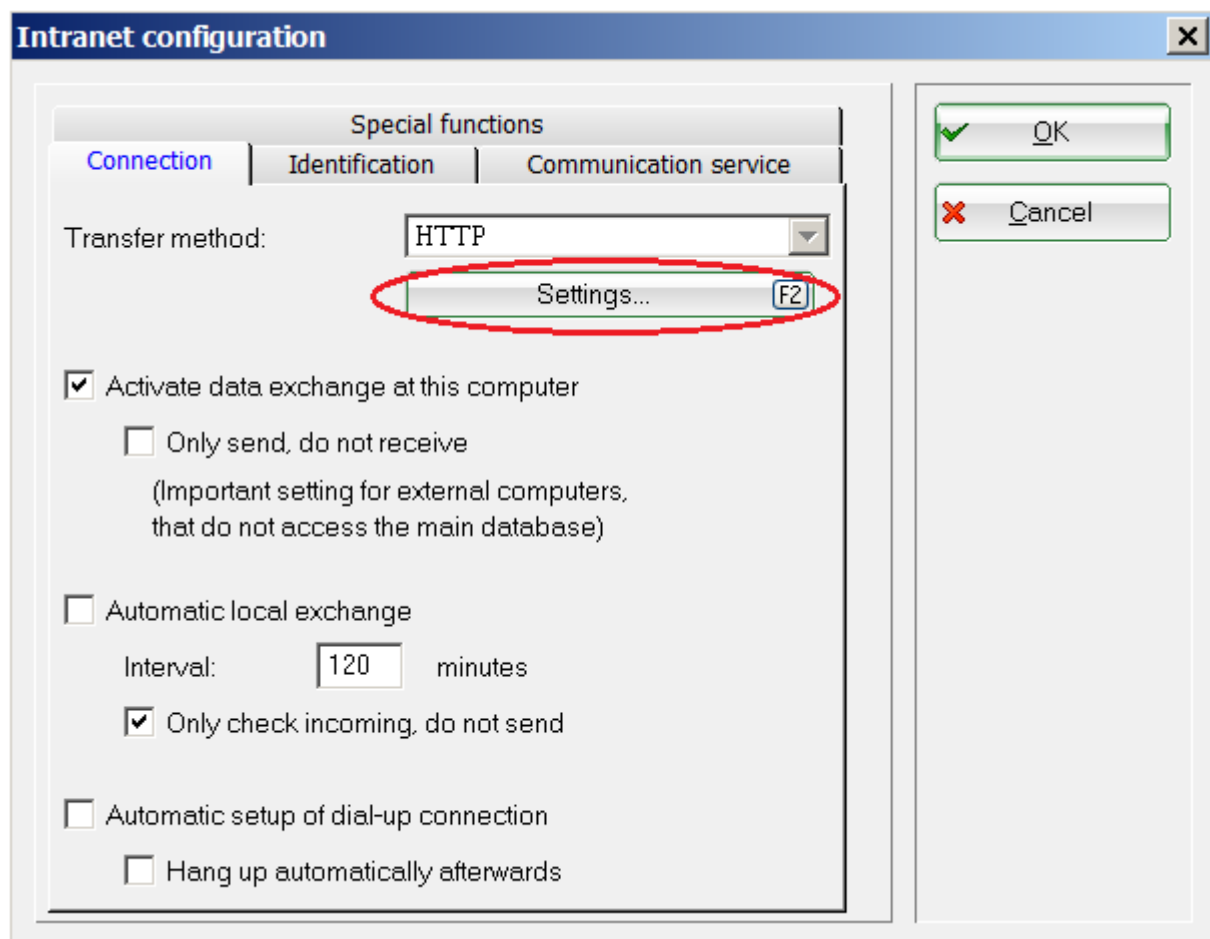 Intranet configuration
Special functions
Connection Identification Communication service
Transfer method: HTTP
Settings... F2
Activate data exchange at this computer
Only send, do not receive
(Important setting for external computers,
that do not access the main database)
Automatic local exchange
Interval: 120 minutes
Only check incoming, do not send
Automatic setup of dial-up connection
Hang up automatically afterwards
OK
Cancel